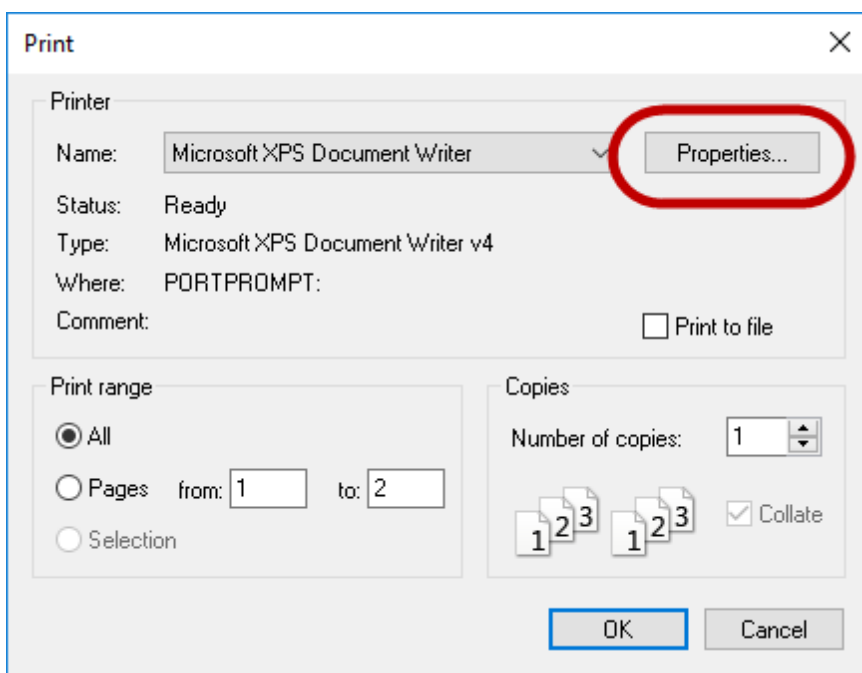 Print
Printer
Name: Microsoft XPS Document Writer Properties...
Status: Ready
Type: Microsoft XPS Document Writer v4
Where: PORTPROMPT:
Comment: Print to file
Print range Copies
All Number of copies: 1
Pages from: 1 to: 2
1 2 3 1 2 3 Collate
Selection
OK Cancel